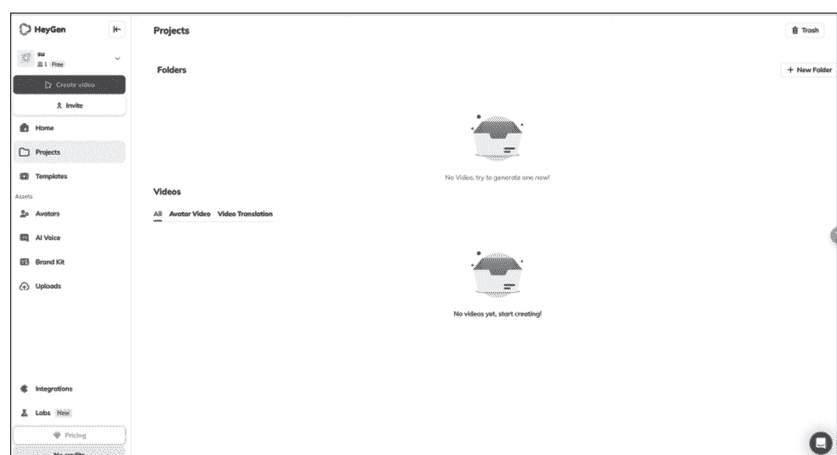 HeyGen
su
1 Free
Create video
Invite
Home
Projects
Templates
Assets
Avatars
AI Voice
Brand Kit
Uploads
Integrations
Labs New
Pricing
No credits
Projects
Trash
Folders
+ New Folder
No Video, try to generate one now!
Videos
All Avatar Video Video Translation
No videos yet, start creating!